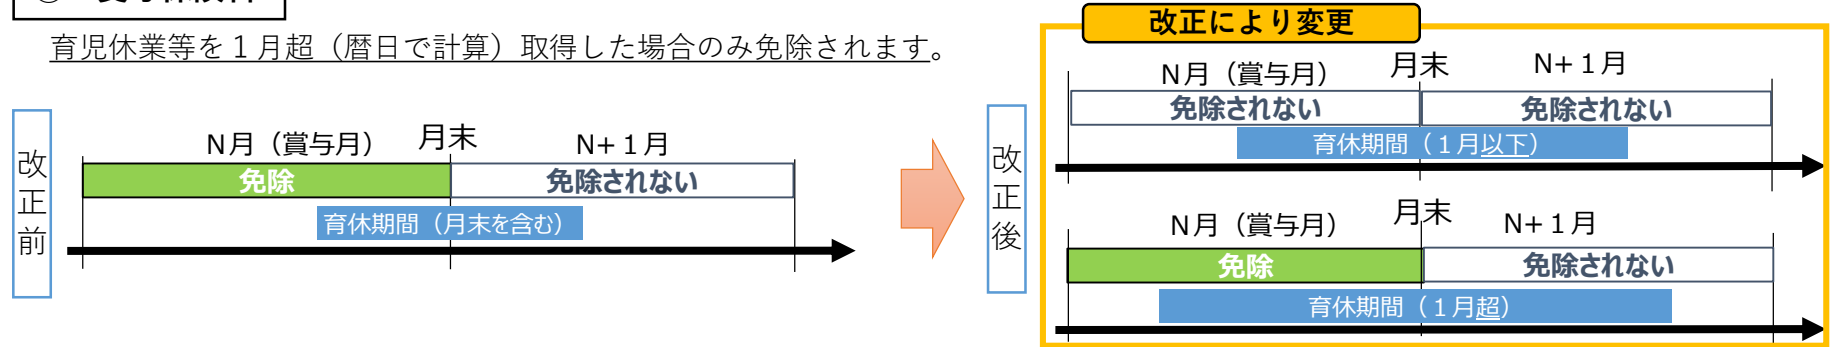 育児休業等を１月超（暦日で計算）取得した場合のみ免除されます。
改正前
N月（賞与月）
月末
N+１月
免除
免除されない
育休期間（月末を含む）
改正後
改正により変更
N月（賞与月）
月末
N+１月
免除されない
免除されない
育休期間（１月以下）
N月（賞与月）
月末
N+１月
免除
免除されない
育休期間（１月超）